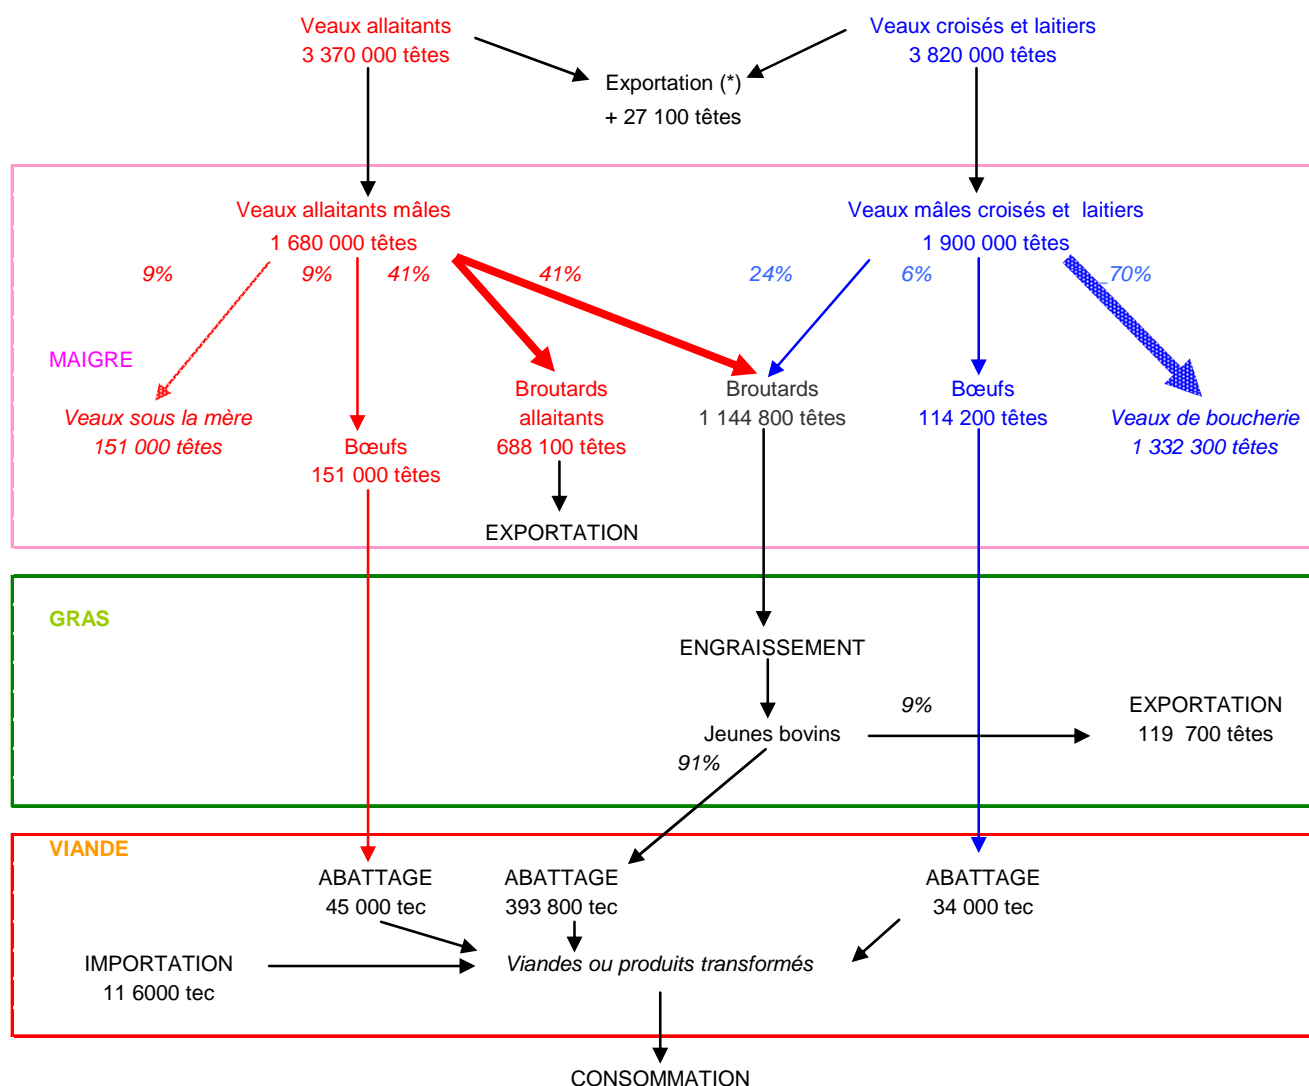 Veaux allaitants
3 370 000 têtes
Veaux croisés et laitiers
3 820 000 têtes
Exportation (*)
+ 27 100 têtes
Veaux allaitants mâles
1 680 000 têtes
Veaux mâles croisés et laitiers
1 900 000 têtes
9%
9%
41%
41%
24%
6%
70%
MAIGRE
Veaux sous la mère
151 000 têtes
Bœufs
151 000 têtes
Broutards
allaitants
688 100 têtes
Broutards
1 144 800 têtes
Bœufs
114 200 têtes
Veaux de boucherie
1 332 300 têtes
EXPORTATION
GRAS
ENGRAISSEMENT
Jeunes bovins
9%
EXPORTATION
119 700 têtes
91%
VIANDE
ABATTAGE
45 000 tec
ABATTAGE
393 800 tec
ABATTAGE
34 000 tec
IMPORTATION
11 6000 tec
Viandes ou produits transformés
CONSOMMATION